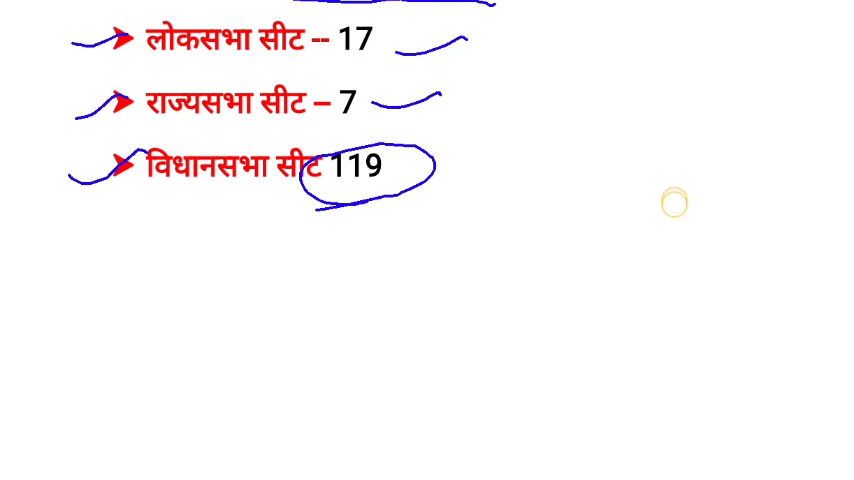 ➤ लोकसभा सीट -- 17
➤ राज्यसभा सीट – 7
➤ विधानसभा सीट 119